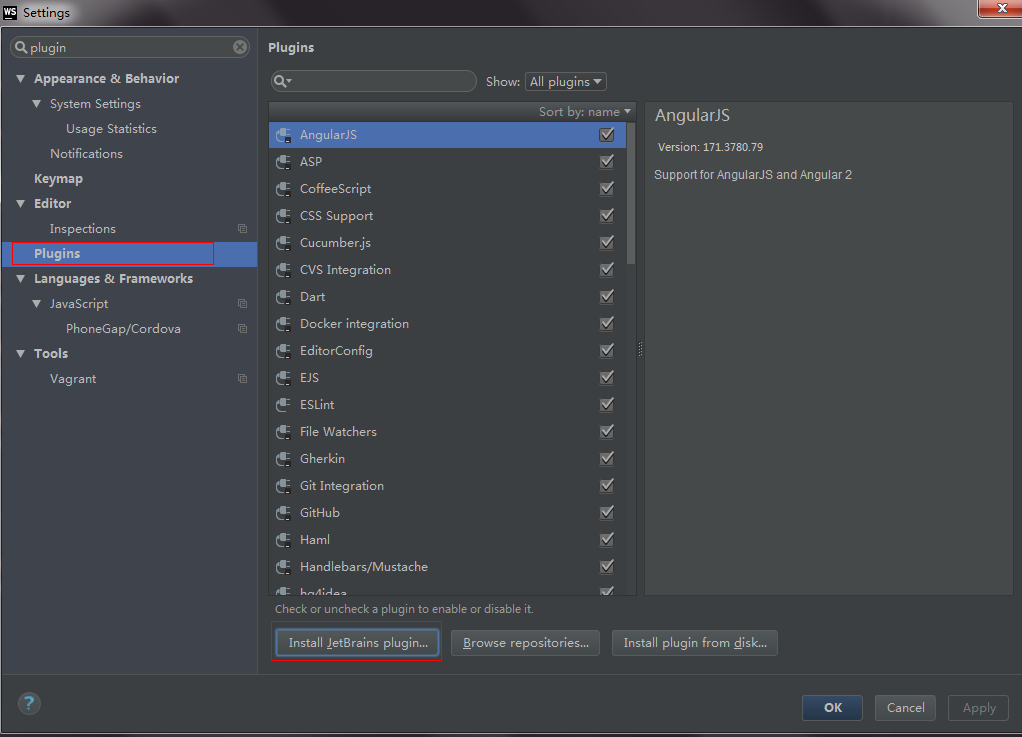 WS Settings
plugin
Appearance & Behavior
System Settings
Usage Statistics
Notifications
Keymap
Editor
Inspections
Plugins
Languages & Frameworks
JavaScript
PhoneGap/Cordova
Tools
Vagrant
Plugins
Show: All plugins
Sort by: name
AngularJS
ASP
CoffeeScript
CSS Support
Cucumber.js
CVS Integration
Dart
Docker integration
EditorConfig
EJS
ESLint
File Watchers
Gherkin
Git Integration
GitHub
Haml
Handlebars/Mustache
hg4idea
Check or uncheck a plugin to enable or disable it.
Install JetBrains plugin... Browse repositories... Install plugin from disk...
AngularJS
Version: 171.3780.79
Support for AngularJS and Angular 2
?
OK Cancel Apply